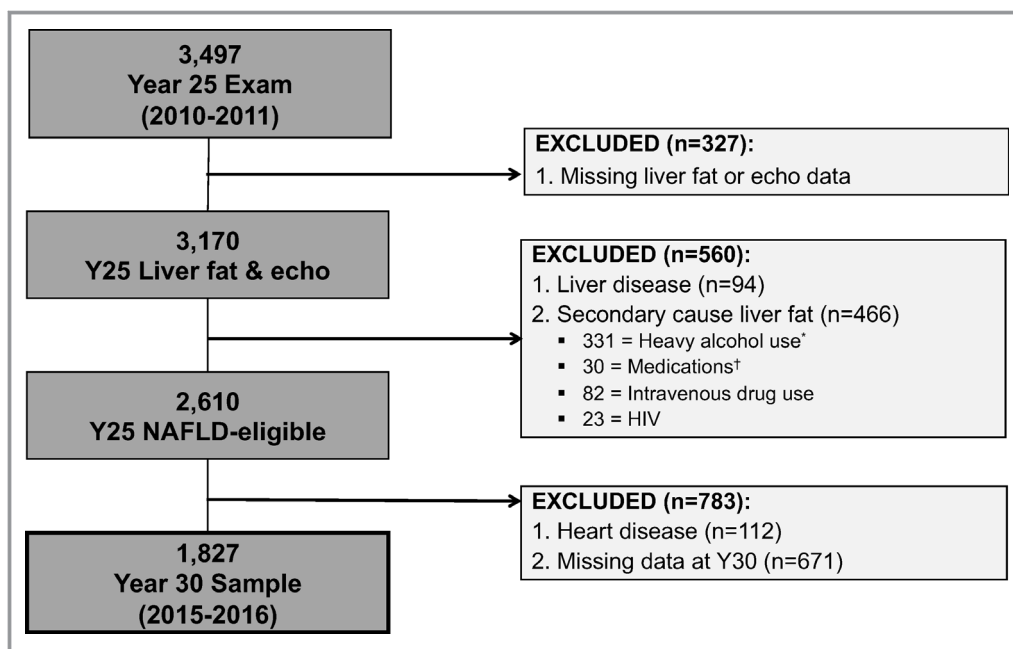 3,497
Year 25 Exam
(2010-2011)
EXCLUDED (n=327):
1. Missing liver fat or echo data
3,170
Y25 Liver fat & echo
EXCLUDED (n=560):
1. Liver disease (n=94)
2. Secondary cause liver fat (n=466)
▪ 331 = Heavy alcohol use*
▪ 30 = Medications†
▪ 82 = Intravenous drug use
▪ 23 = HIV
2,610
Y25 NAFLD-eligible
EXCLUDED (n=783):
1. Heart disease (n=112)
2. Missing data at Y30 (n=671)
1,827
Year 30 Sample
(2015-2016)